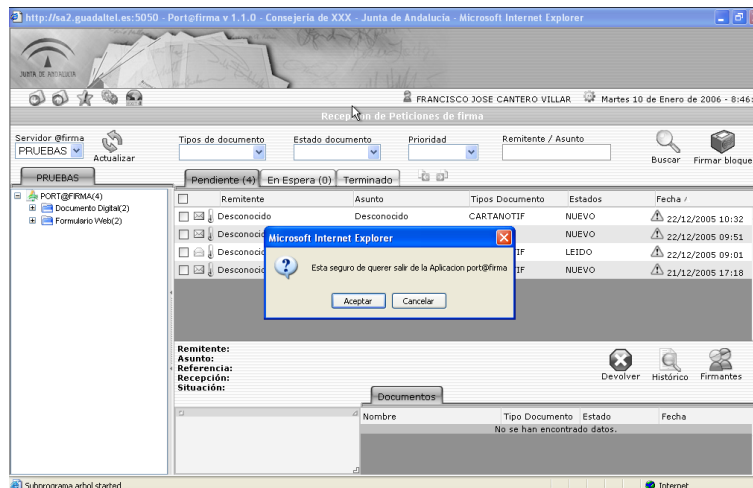 http://sa2.guadaltel.es:5050 - Port@firma v 1.1.0 - Consejería de XXX - Junta de Andalucía - Microsoft Internet Explorer
JUNTA DE ANDALUCIA
FRANCISCO JOSE CANTERO VILLAR Martes 10 de Enero de 2006 - 8:46:
Recepción de Peticiones de firma
Servidor @firma
PRUEBAS
Actualizar
Tipos de documento Estado documento Prioridad Remitente / Asunto
Buscar Firmar bloque
PRUEBAS
Pendiente (4) En Espera (0) Terminado
PORT@FIRMA(4)
Documento Digital(2)
Formulario Web(2)
Remitente Asunto Tipos Documento Estados Fecha
Desconocido Desconocido CARTANOTIF NUEVO 22/12/2005 10:32
NUEVO 22/12/2005 09:51
LEIDO 22/12/2005 09:01
NUEVO 21/12/2005 17:18
Microsoft Internet Explorer
Esta seguro de querer salir de la Aplicacion port@firma
Aceptar Cancelar
Remitente:
Asunto:
Referencia:
Recepción:
Situación:
Devolver Histórico Firmantes
Documentos
Nombre Tipo Documento Estado Fecha
No se han encontrado datos.
Subprograma arbol started Internet